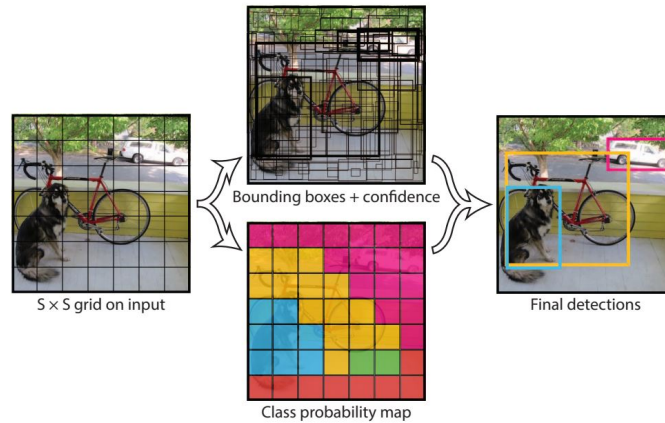 Bounding boxes + confidence
S × S grid on input
Final detections
Class probability map